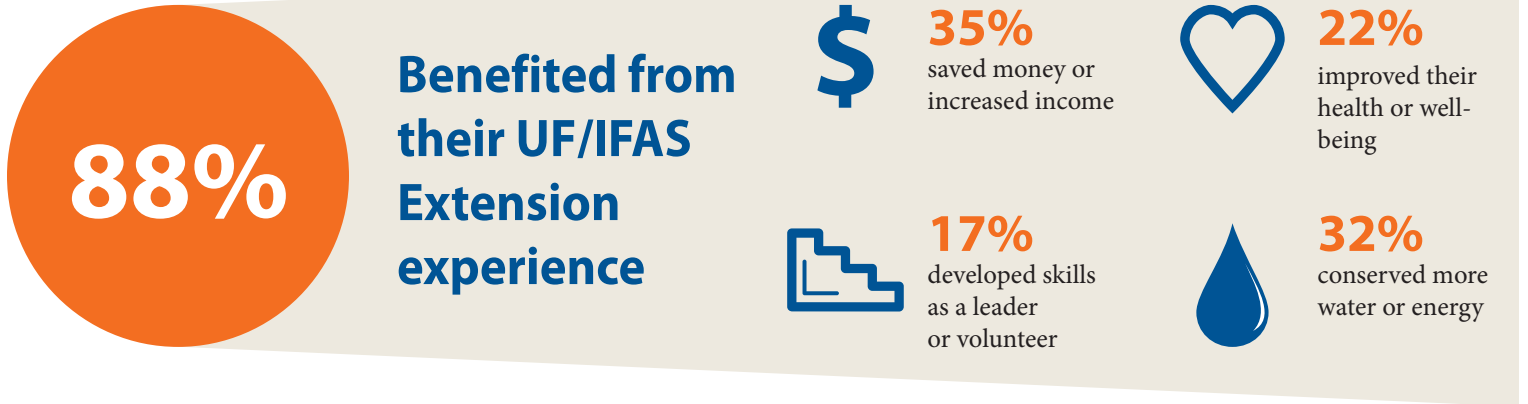 88%
Benefited from
their UF/IFAS
Extension
experience
35%
saved money or
increased income
22%
improved their
health or well-
being
17%
developed skills
as a leader
or volunteer
32%
conserved more
water or energy